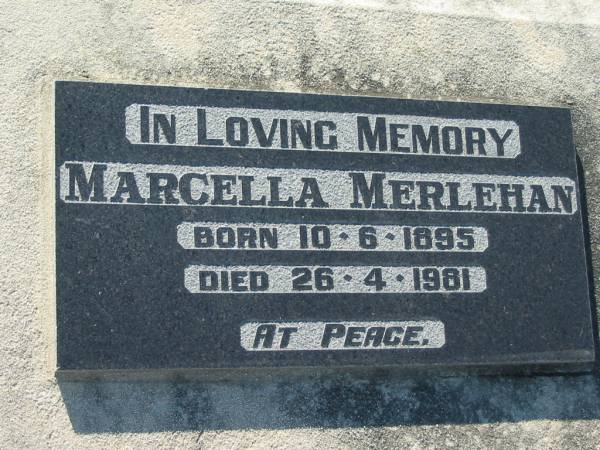 In Loving Memory
Marcella Merlehan
Born 10·6·1895
Died 26·4·1981
At Peace.